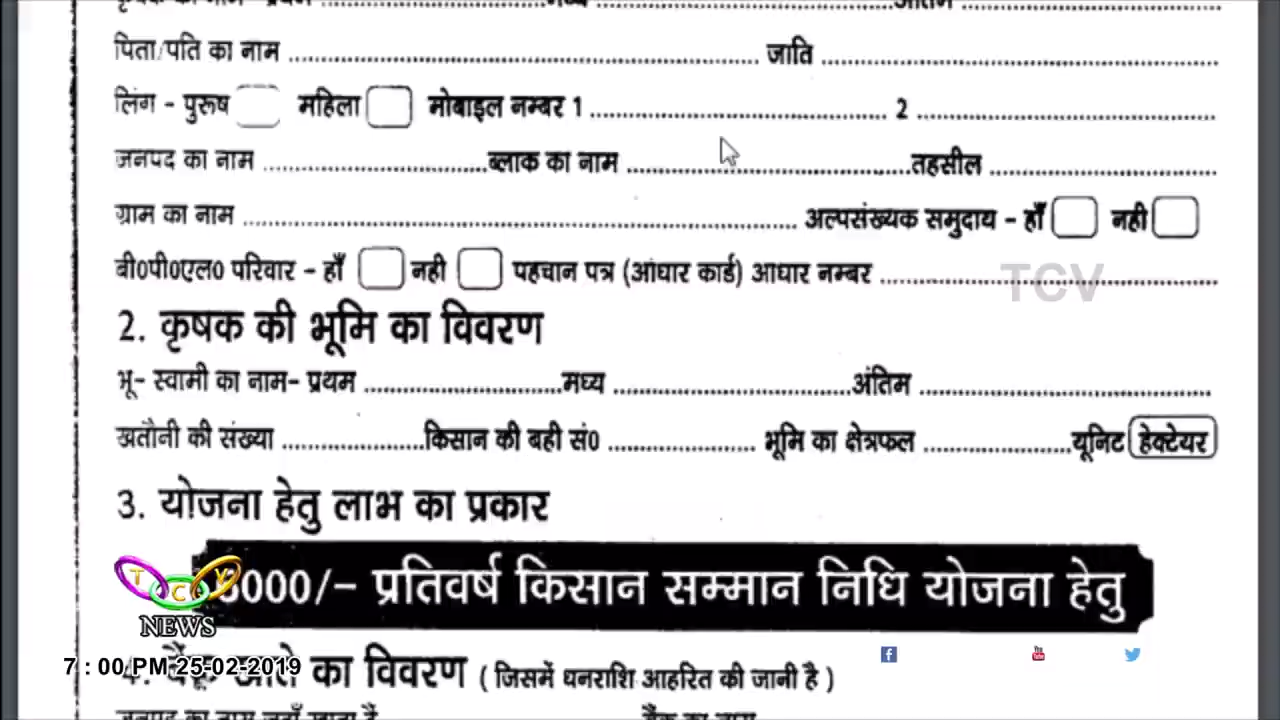 पिता/पति का नाम ........ जाति ........
लिंग - पुरूष महिला मोबाइल नम्बर 1 ........ 2 ........
जनपद का नाम ........ ब्लाक का नाम ........ तहसील ........
ग्राम का नाम ........ अल्पसंख्यक समुदाय - हाँ नही
बी0पी0एल0 परिवार - हाँ नही पहचान पत्र (आधार कार्ड) आधार नम्बर ........
TCV
2. कृषक की भूमि का विवरण
भू- स्वामी का नाम- प्रथम ........ मध्य ........ अंतिम ........
खतौनी की संख्या ........ किसान की बही सं0 ........ भूमि का क्षेत्रफल ........ यूनिट हेक्टेयर
3. योजना हेतु लाभ का प्रकार
000/- प्रतिवर्ष किसान सम्मान निधि योजना हेतु
TCV
NEWS
7 : 00 PM 25-02-2019
4. बैंक खाते का विवरण ( जिसमें धनराशि आहरित की जानी है )